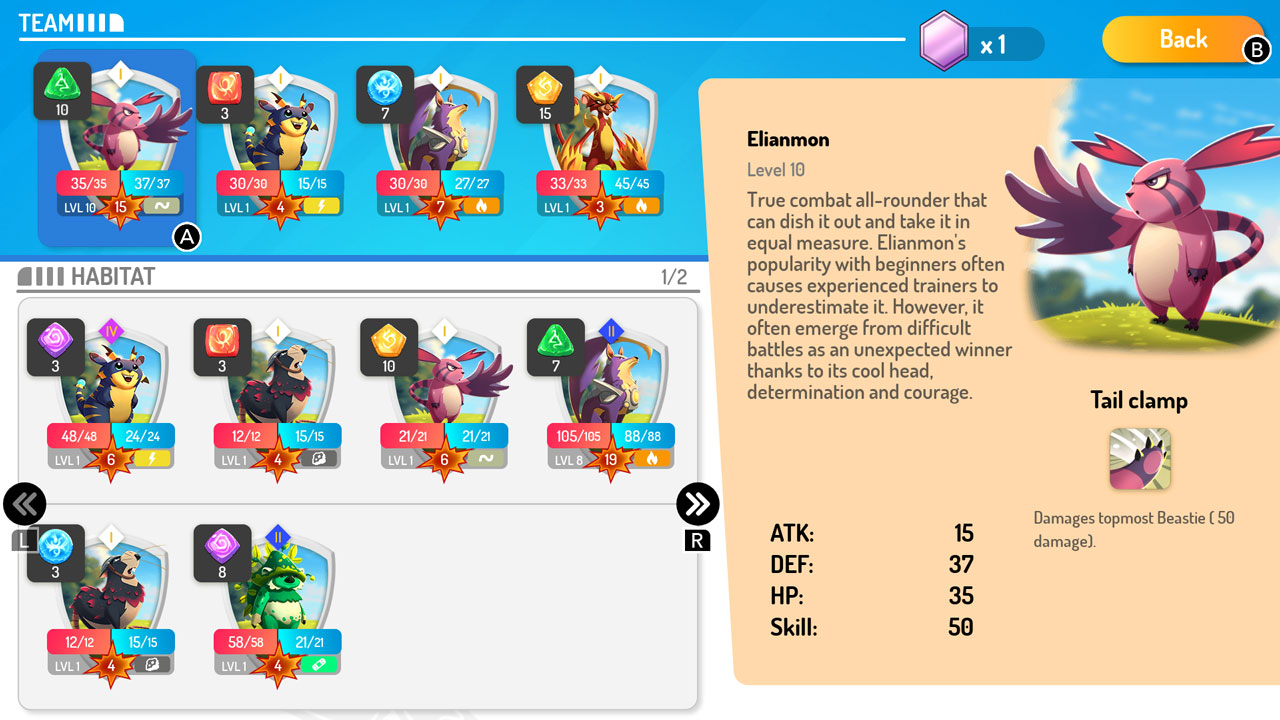 TEAM
x 1
Back
B
I
10
35/35 37/37
LVL 10 15
A
I
3
30/30 15/15
LVL 1 4
I
7
30/30 27/27
LVL 1 7
I
15
33/33 45/45
LVL 1 3
HABITAT
1/2
IV
3
48/48 24/24
LVL 1 6
I
3
12/12 15/15
LVL 1 4
I
10
21/21 21/21
LVL 1 6
II
7
105/105 88/88
LVL 8 19
L
R
I
3
12/12 15/15
LVL 1 4
II
8
58/58 21/21
LVL 1 4
Elianmon
Level 10
True combat all-rounder that
can dish it out and take it in
equal measure. Elianmon's
popularity with beginners often
causes experienced trainers to
underestimate it. However, it
often emerge from difficult
battles as an unexpected winner
thanks to its cool head,
determination and courage.
ATK: 15
DEF: 37
HP: 35
Skill: 50
Tail clamp
Damages topmost Beastie ( 50
damage).